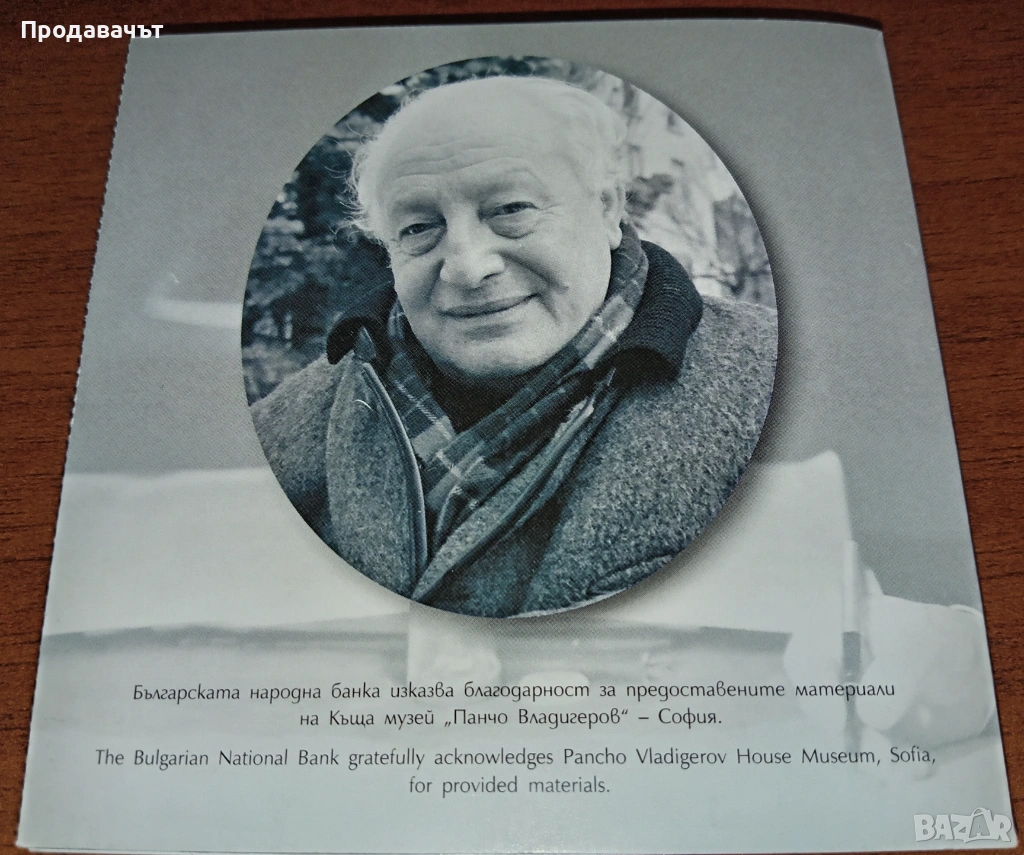 Продавачът
Българската народна банка изказва благодарност за предоставените материали
на Къща музей „Панчо Владигеров“ – София.
The Bulgarian National Bank gratefully acknowledges Pancho Vladigerov House Museum, Sofia,
for provided materials.
BAZAR